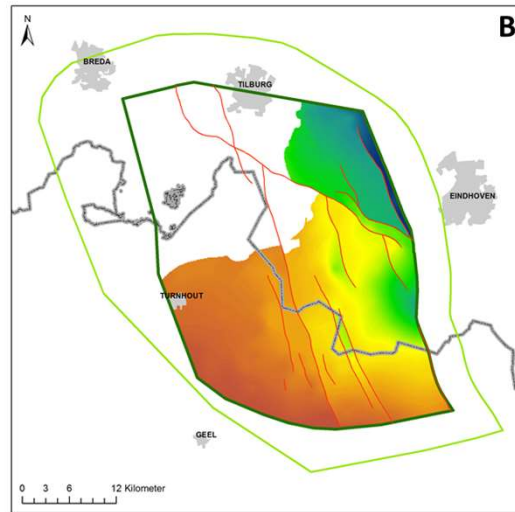 N
B
BREDA
TILBURG
EINDHOVEN
TURNHOUT
GEEL
0 3 6 12 Kilometer